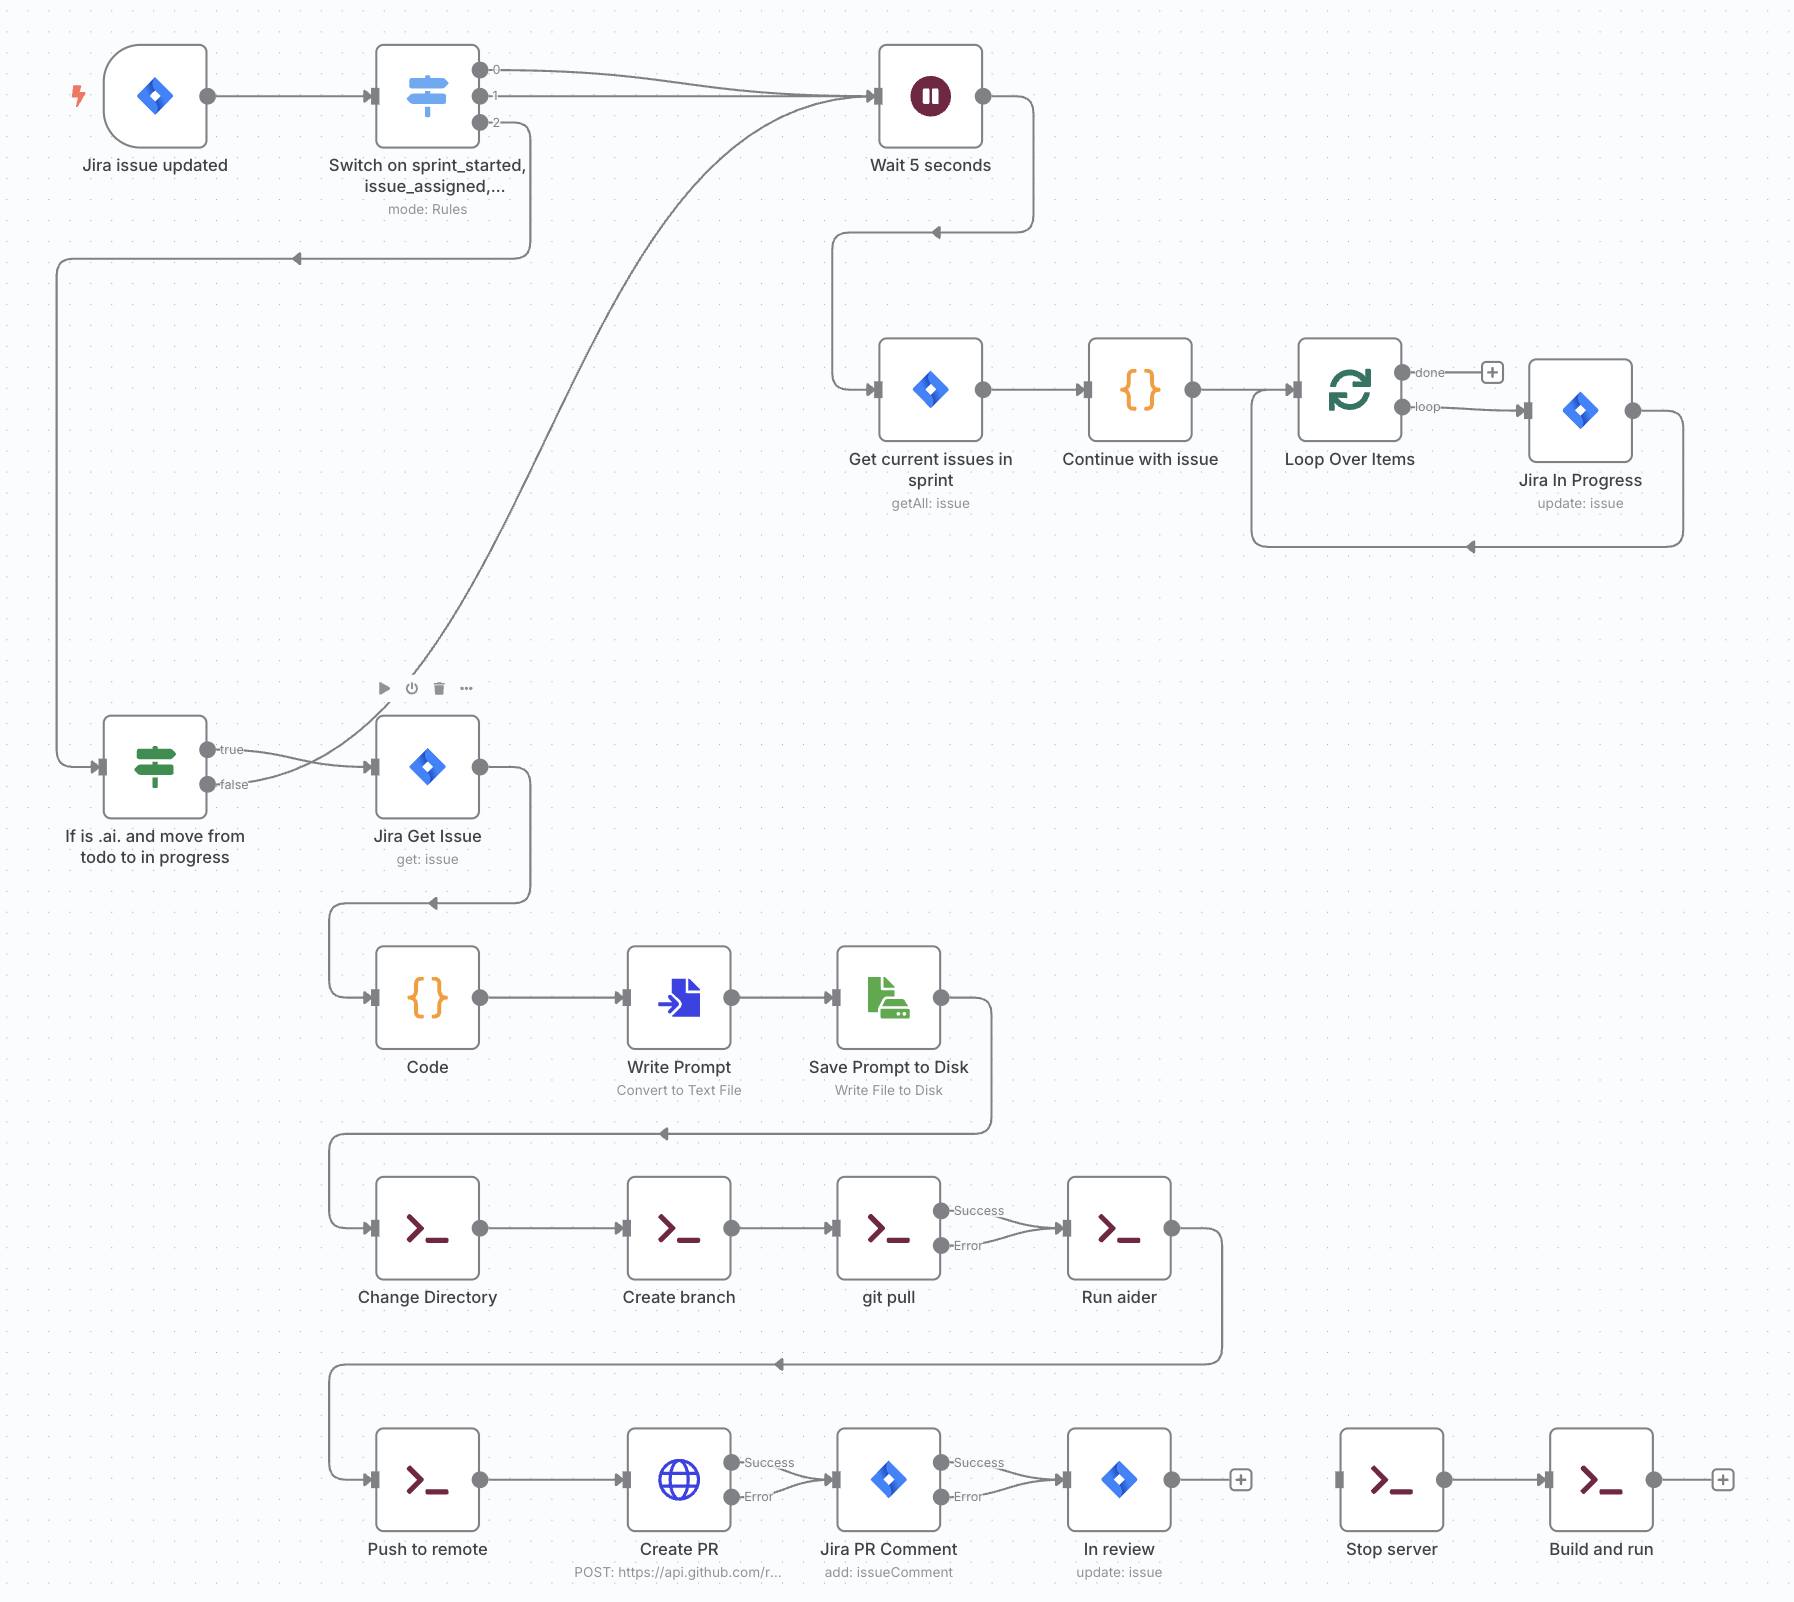 0
1
2
Jira issue updated
Switch on sprint_started,
issue_assigned,...
mode: Rules
Wait 5 seconds
done
loop
Get current issues in
sprint
getAll: issue
Continue with issue
Loop Over Items
Jira In Progress
update: issue
true
false
If is .ai. and move from
todo to in progress
Jira Get Issue
get: issue
Code
Write Prompt
Convert to Text File
Save Prompt to Disk
Write File to Disk
Success
Error
Change Directory
Create branch
git pull
Run aider
Success
Error
Success
Error
Push to remote
Create PR
POST: https://api.github.com/r...
Jira PR Comment
add: issueComment
In review
update: issue
Stop server
Build and run